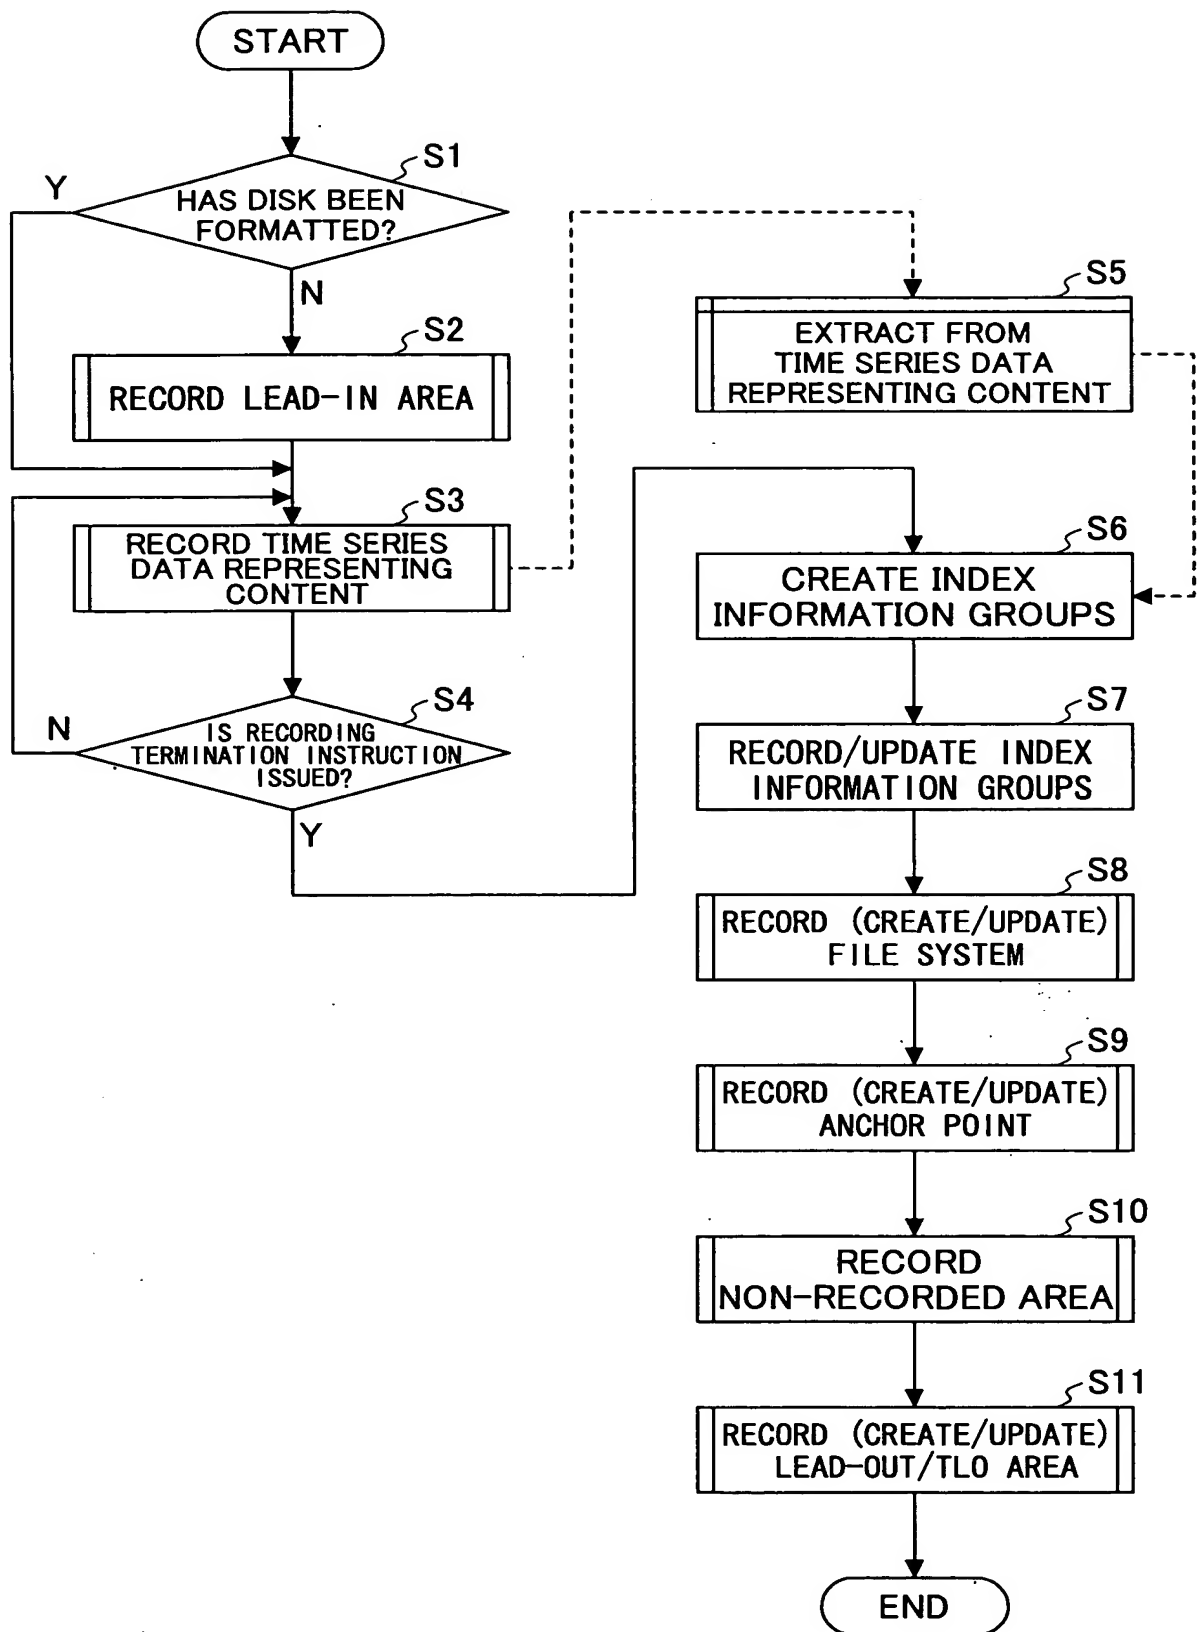 START
S1
Y
HAS DISK BEEN
FORMATTED?
N
S2
RECORD LEAD-IN AREA
S3
RECORD TIME SERIES
DATA REPRESENTING
CONTENT
S4
N
IS RECORDING
TERMINATION INSTRUCTION
ISSUED?
Y
S5
EXTRACT FROM
TIME SERIES DATA
REPRESENTING CONTENT
S6
CREATE INDEX
INFORMATION GROUPS
S7
RECORD/UPDATE INDEX
INFORMATION GROUPS
S8
RECORD (CREATE/UPDATE)
FILE SYSTEM
S9
RECORD (CREATE/UPDATE)
ANCHOR POINT
S10
RECORD
NON-RECORDED AREA
S11
RECORD (CREATE/UPDATE)
LEAD-OUT/TLO AREA
END